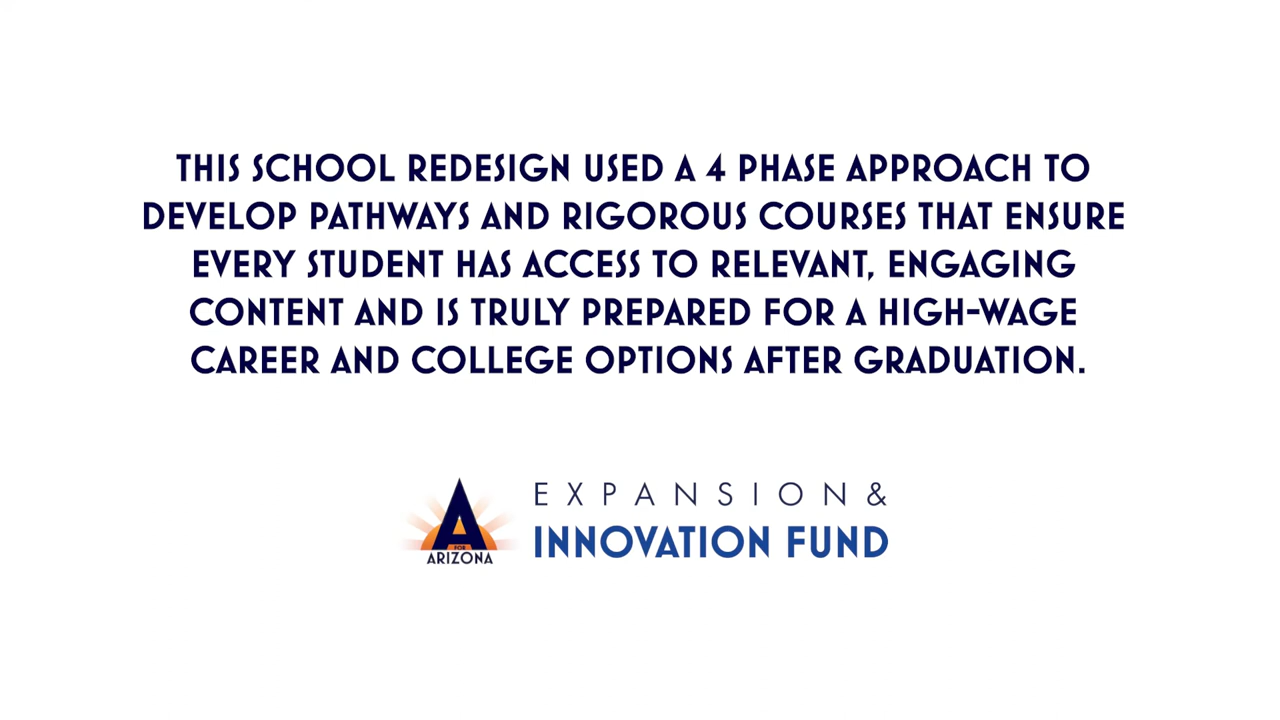 THIS SCHOOL REDESIGN USED A 4 PHASE APPROACH TO
DEVELOP PATHWAYS AND RIGOROUS COURSES THAT ENSURE
EVERY STUDENT HAS ACCESS TO RELEVANT, ENGAGING
CONTENT AND IS TRULY PREPARED FOR A HIGH-WAGE
CAREER AND COLLEGE OPTIONS AFTER GRADUATION.
A
FOR
ARIZONA
EXPANSION &
INNOVATION FUND